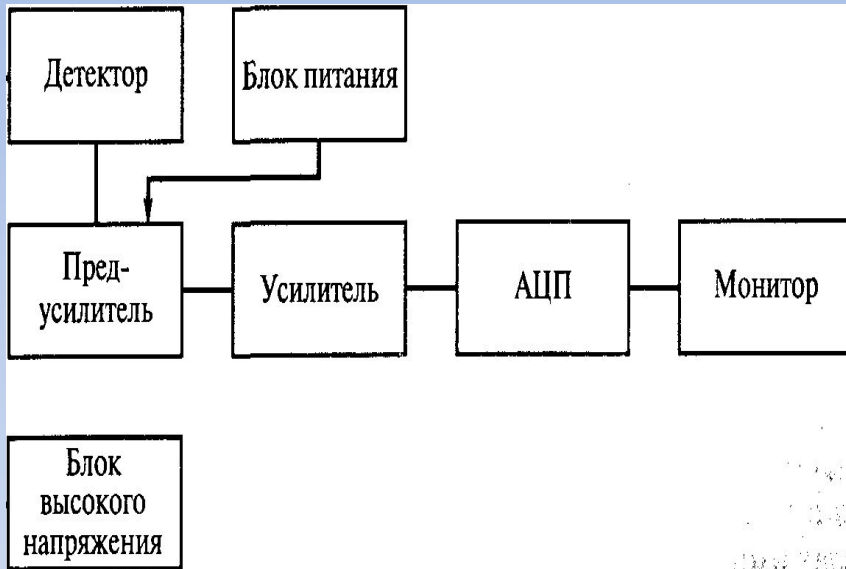 Детектор
Блок питания
Пред-
усилитель
Усилитель
АЦП
Монитор
Блок
высокого
напряжения